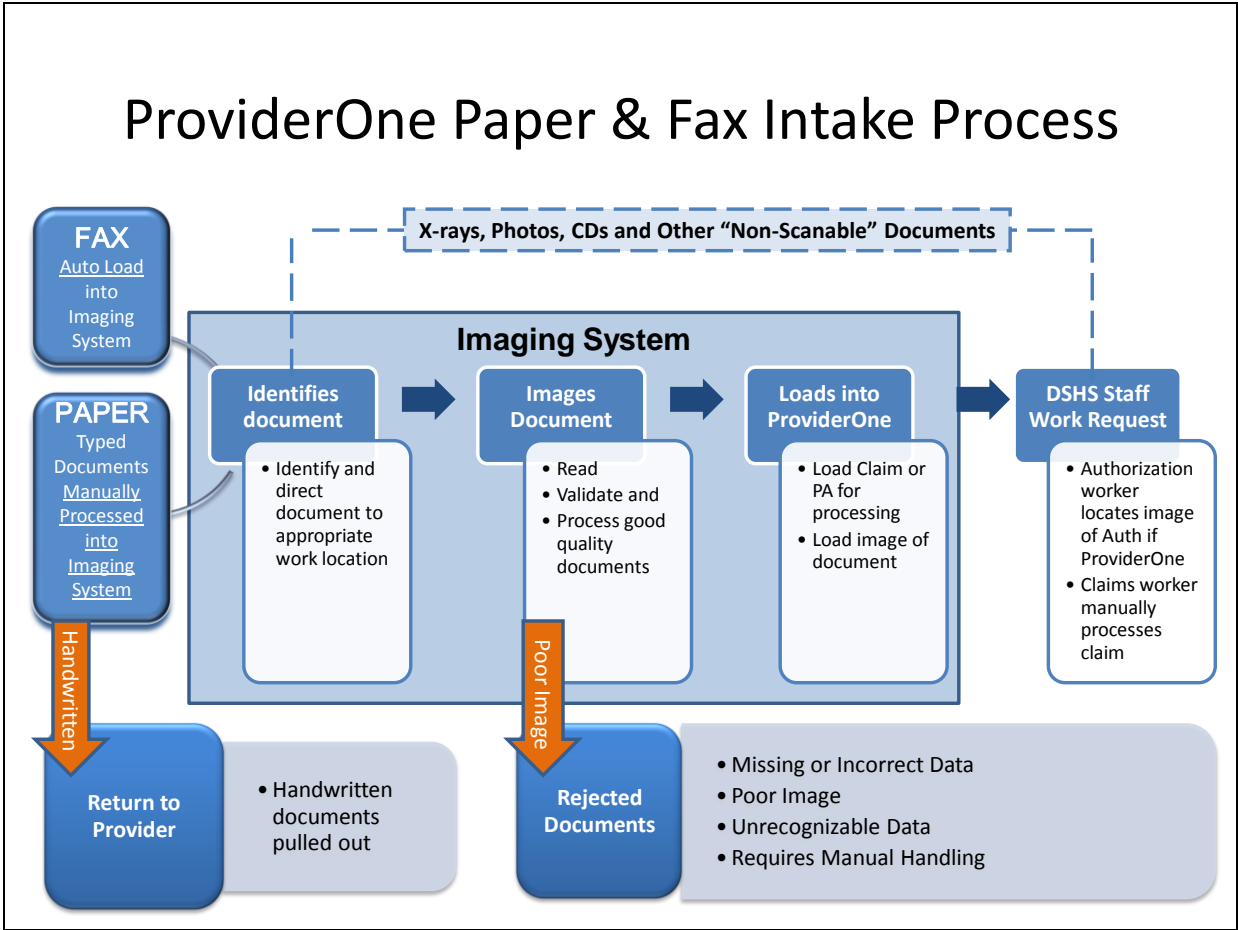 ProviderOne Paper & Fax Intake Process
FAX
Auto Load
into
Imaging
System
X-rays, Photos, CDs and Other “Non-Scanable” Documents
PAPER
Typed
Documents
Manually
Processed
into
Imaging
System
Imaging System
Identifies
document
• Identify and
direct
document to
appropriate
work location
Images
Document
• Read
• Validate and
• Process good
quality
documents
Loads into
ProviderOne
• Load Claim or
PA for
processing
• Load image of
document
DSHS Staff
Work Request
• Authorization
worker
locates image
of Auth if
ProviderOne
• Claims worker
manually
processes
claim
Handwritten
Return to
Provider
• Handwritten
documents
pulled out
Poor Image
Rejected
Documents
• Missing or Incorrect Data
• Poor Image
• Unrecognizable Data
• Requires Manual Handling